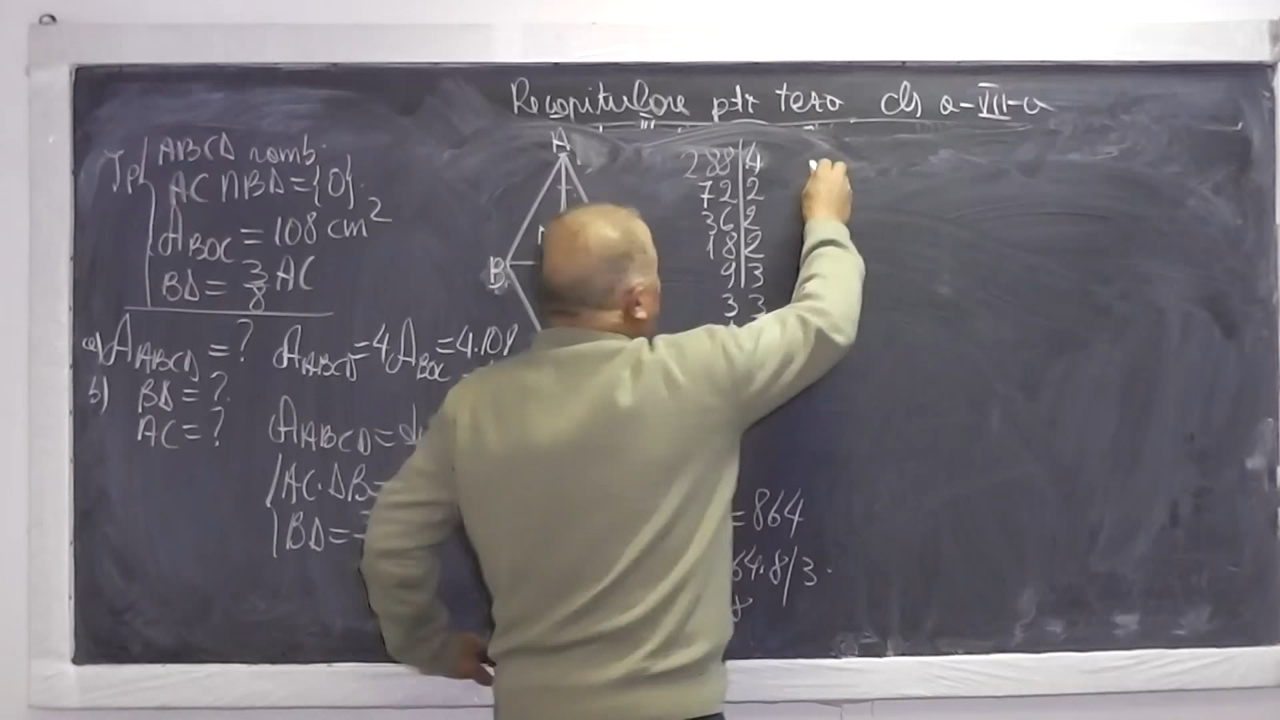 Recapitulare ptr teza cls a-VII-a
Ip ABCD romb.
AC∩BD={O}.
A_BOC = 108 cm²
BD = 3/8 AC
a) A_ABCD = ?
b) BD = ?
AC = ?
A_ABCD = 4A_BOC = 4.108
A_ABCD =
AC·DB =
BD =
A
B
288|4
72|2
36|2
18|2
9|3
3 3
= 864
64·8/3